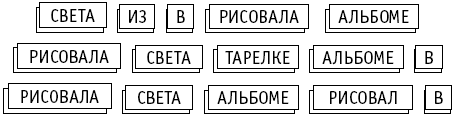 СВЕТА ИЗ В РИСОВАЛА АЛЬБОМЕ
РИСОВАЛА СВЕТА ТАРЕЛКЕ АЛЬБОМЕ В
РИСОВАЛА СВЕТА АЛЬБОМЕ РИСОВАЛ В